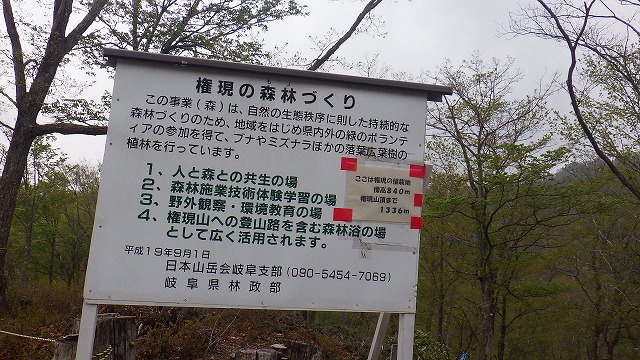 権現の森林づくり
もり
この事業(森)は、自然の生態秩序に則した持続的な
森林づくりのため、地域をはじめ県内外の緑のボランテ
ィアの参加を得て、ブナやミズナラほかの落葉広葉樹の
植林を行っています。
1、人と森との共生の場
2、森林施業技術体験学習の場
3、野外観察・環境教育の場
4、権現山への登山路を含む森林浴の場
として広く活用されます。
ここは権現の植栽地
標高840m
権現山頂まで
1336m
平成19年9月1日
日本山岳会岐阜支部(090-5454-7069)
岐阜県林政部